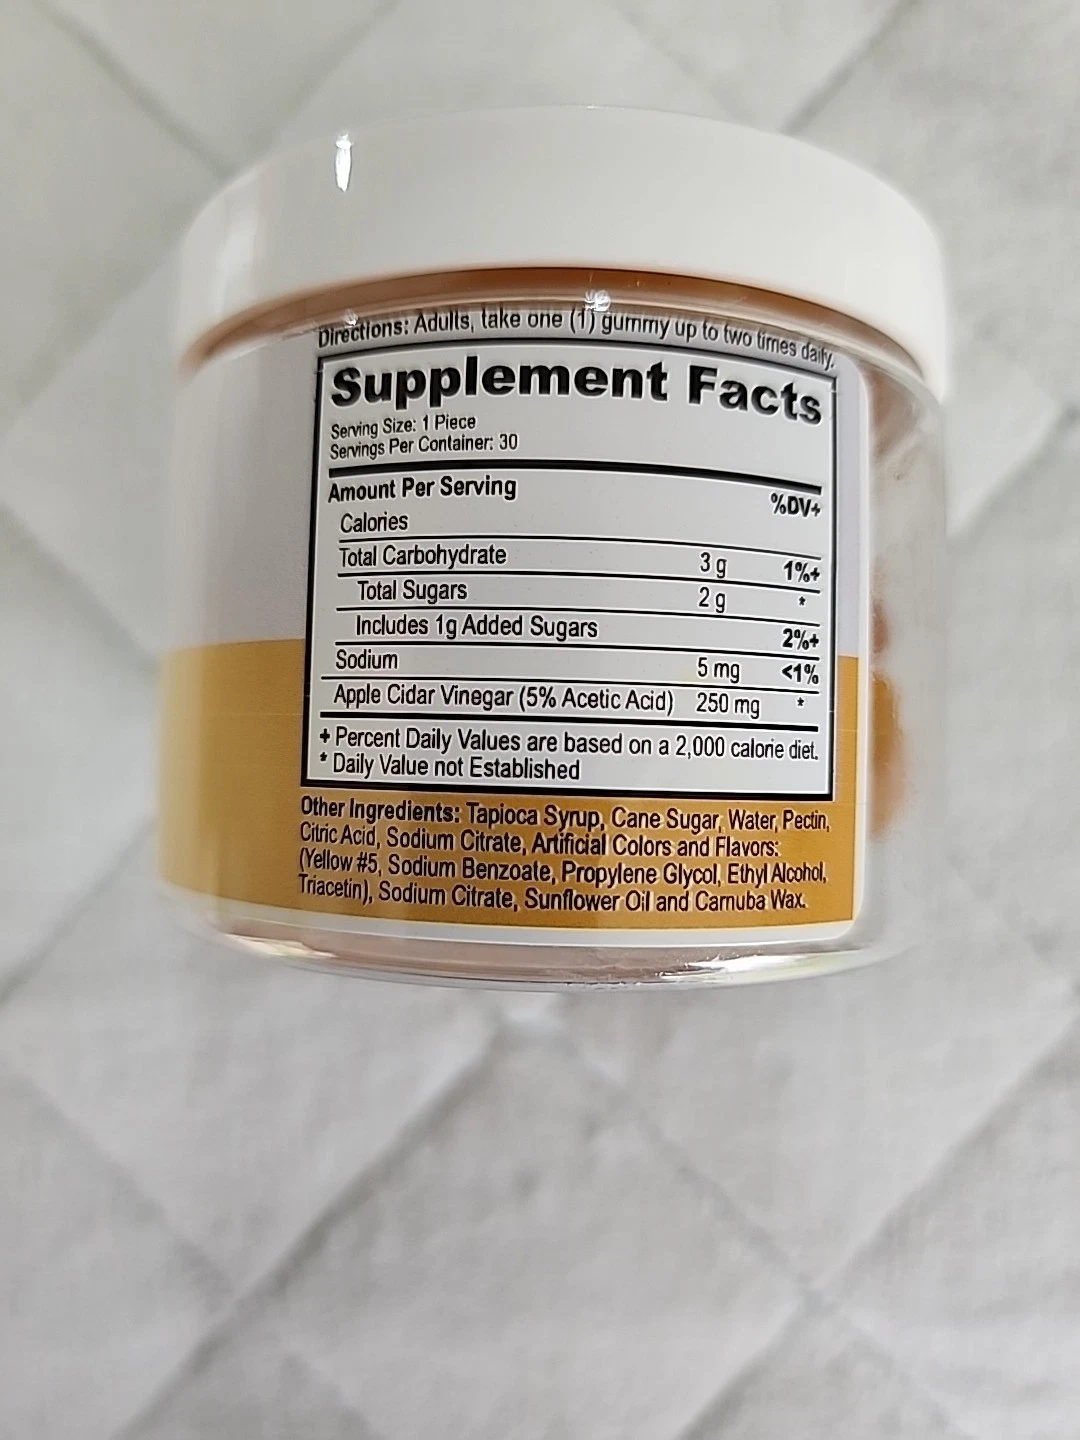 Directions: Adults, take one (1) gummy up to two times daily.
Supplement Facts
Serving Size: 1 Piece
Servings Per Container: 30
Amount Per Serving %DV+
Calories
Total Carbohydrate 3 g 1%+
Total Sugars 2 g *
Includes 1g Added Sugars 2%+
Sodium 5 mg <1%
Apple Cidar Vinegar (5% Acetic Acid) 250 mg *
+ Percent Daily Values are based on a 2,000 calorie diet.
* Daily Value not Established
Other Ingredients: Tapioca Syrup, Cane Sugar, Water, Pectin,
Citric Acid, Sodium Citrate, Artificial Colors and Flavors:
(Yellow #5, Sodium Benzoate, Propylene Glycol, Ethyl Alcohol,
Triacetin), Sodium Citrate, Sunflower Oil and Carnuba Wax.